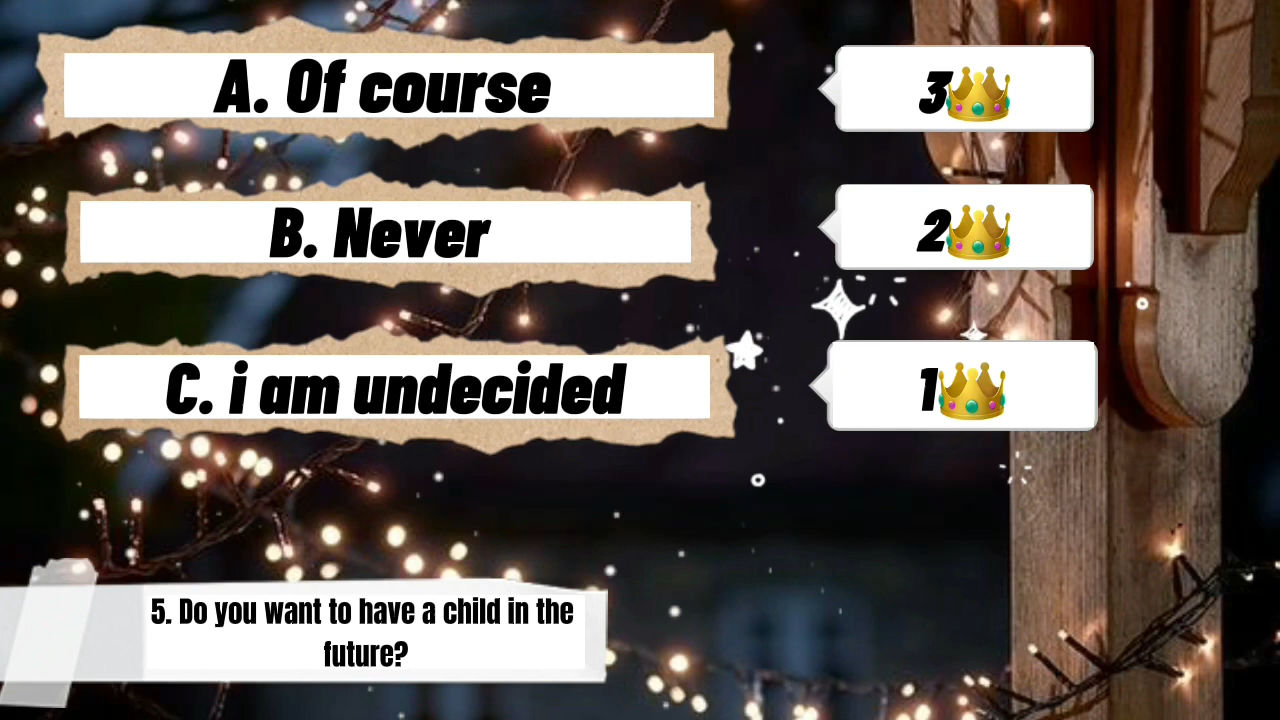 A. Of course
3👑
B. Never
2👑
C. i am undecided
1👑
5. Do you want to have a child in the
future?